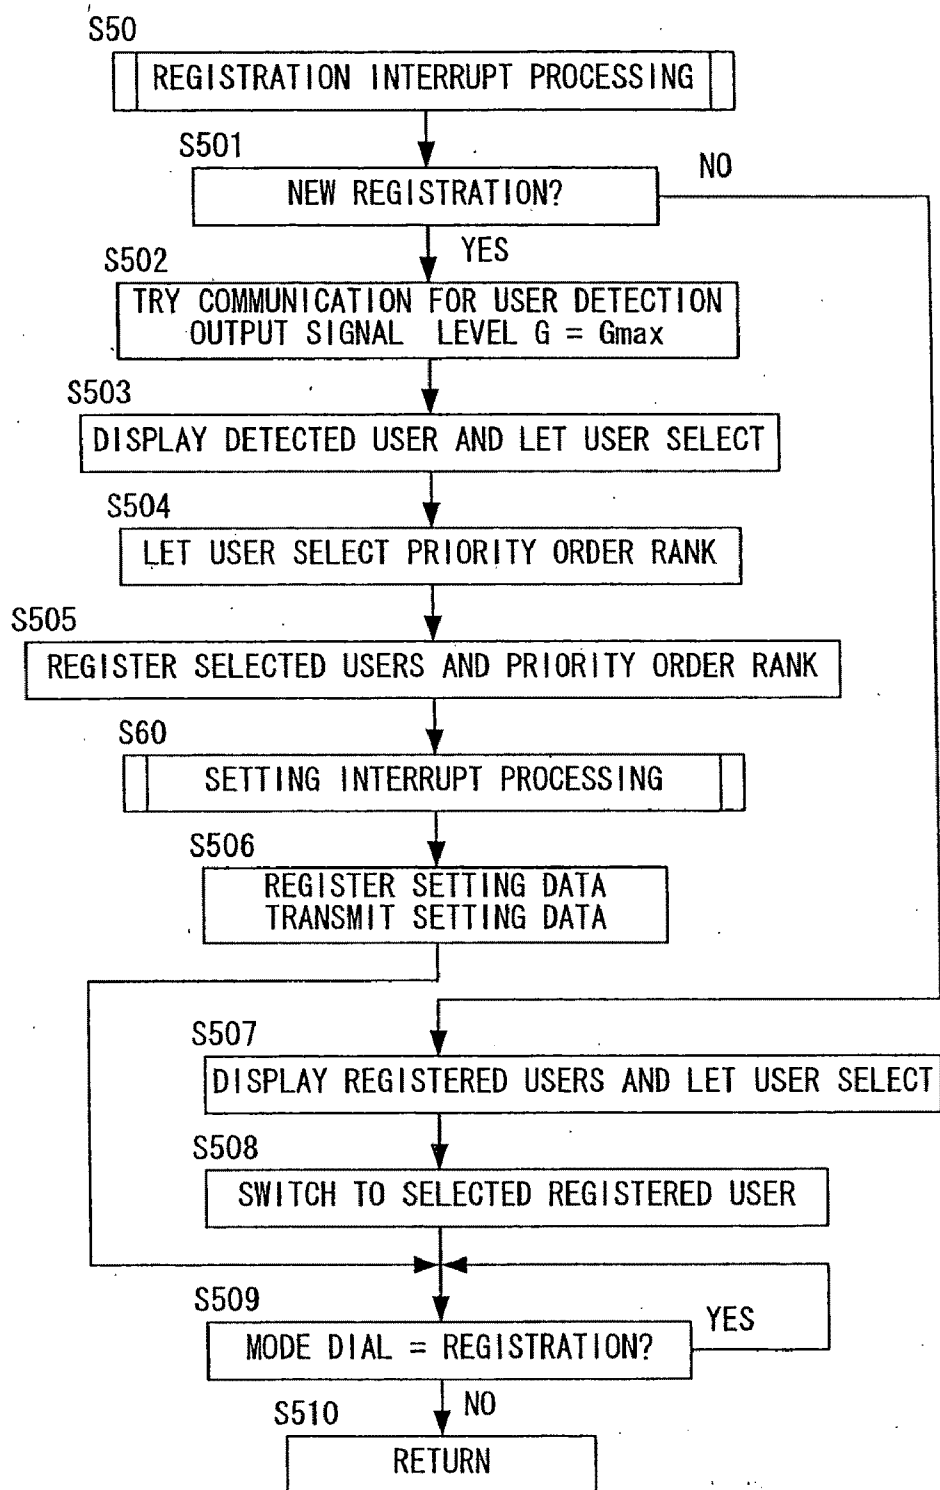 S50
REGISTRATION INTERRUPT PROCESSING
S501
NEW REGISTRATION?
NO
YES
S502
TRY COMMUNICATION FOR USER DETECTION
OUTPUT SIGNAL LEVEL G = Gmax
S503
DISPLAY DETECTED USER AND LET USER SELECT
S504
LET USER SELECT PRIORITY ORDER RANK
S505
REGISTER SELECTED USERS AND PRIORITY ORDER RANK
S60
SETTING INTERRUPT PROCESSING
S506
REGISTER SETTING DATA
TRANSMIT SETTING DATA
S507
DISPLAY REGISTERED USERS AND LET USER SELECT
S508
SWITCH TO SELECTED REGISTERED USER
S509
MODE DIAL = REGISTRATION?
YES
NO
S510
RETURN